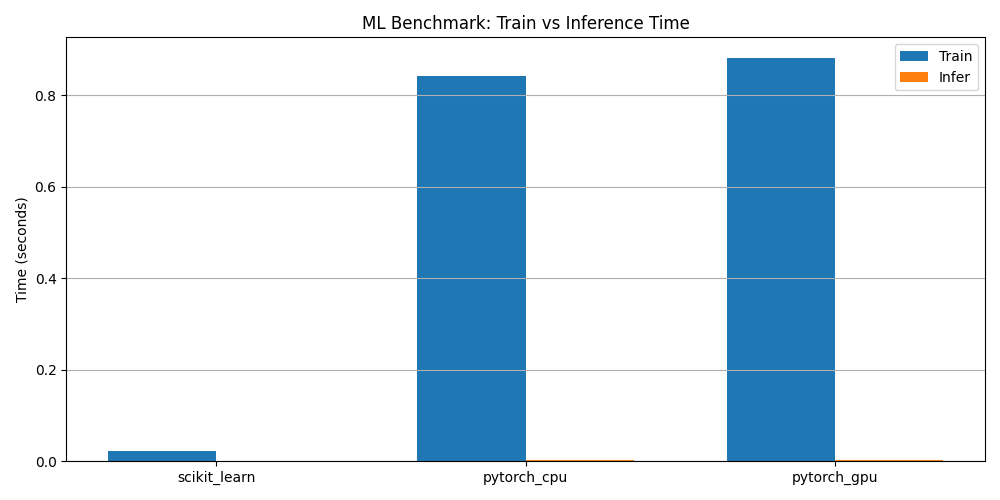 ML Benchmark: Train vs Inference Time
Train
Infer
Time (seconds)
0.8
0.6
0.4
0.2
0.0
scikit_learn
pytorch_cpu
pytorch_gpu